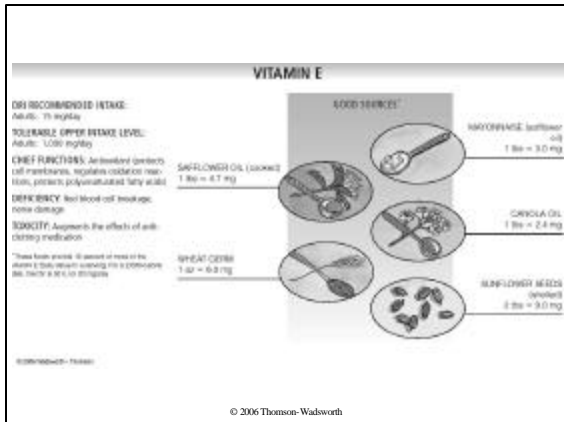 VITAMIN E
DRI RECOMMENDED INTAKE:
Adults: 15 mg/day
TOLERABLE UPPER INTAKE LEVEL:
Adults: 1,000 mg/day
CHIEF FUNCTIONS: Antioxidant (protects
cell membranes, regulates oxidation reac-
tions, protects polyunsaturated fatty acids)
DEFICIENCY: Red blood cell breakage,
nerve damage
TOXICITY: Augments the effects of anti-
clotting medication
GOOD SOURCES*
SAFFLOWER OIL (cooked)
1 tbs = 4.7 mg
WHEAT GERM
1 oz =
MAYONNAISE (safflower
oil)
1 tbs = 3.0 mg
CANOLA OIL
1 tbs = 2.4 mg
SUNFLOWER SEEDS
(shelled)
2 tbs = 9.0 mg
© 2006 Wadsworth - Thomson
© 2006 Thomson-Wadsworth